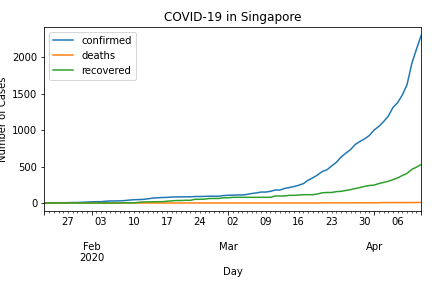 COVID-19 in Singapore
confirmed
deaths
recovered
Number of Cases
2000
1500
1000
500
0
27 03 10 17 24 02 09 16 23 30 06
Feb Mar Apr
2020
Day